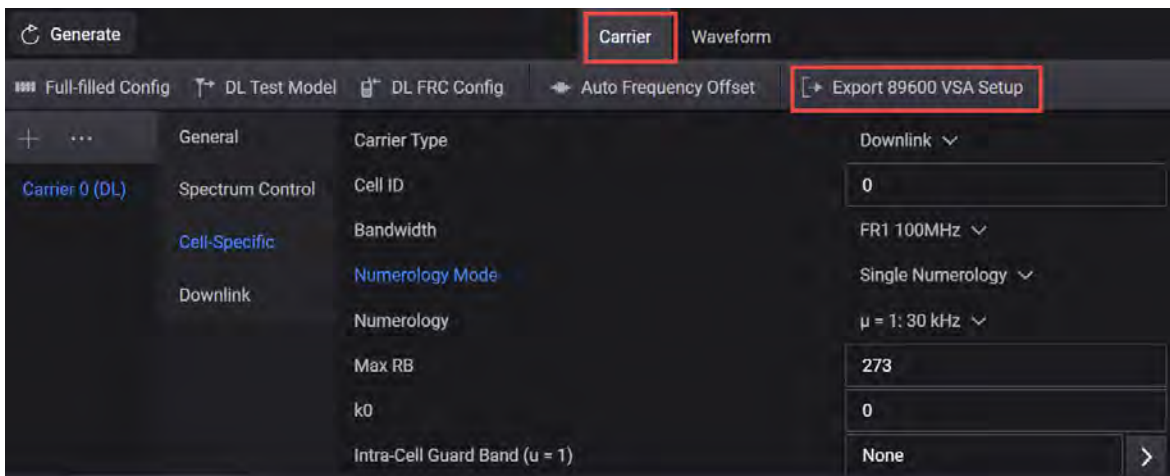 Generate
Carrier Waveform
Full-filled Config DL Test Model DL FRC Config Auto Frequency Offset Export 89600 VSA Setup
+ ... General Carrier Type Downlink
Carrier 0 (DL) Spectrum Control Cell ID 0
Cell-Specific Bandwidth FR1 100MHz
Numerology Mode Single Numerology
Downlink
Numerology µ = 1: 30 kHz
Max RB 273
k0 0
Intra-Cell Guard Band (u = 1) None >